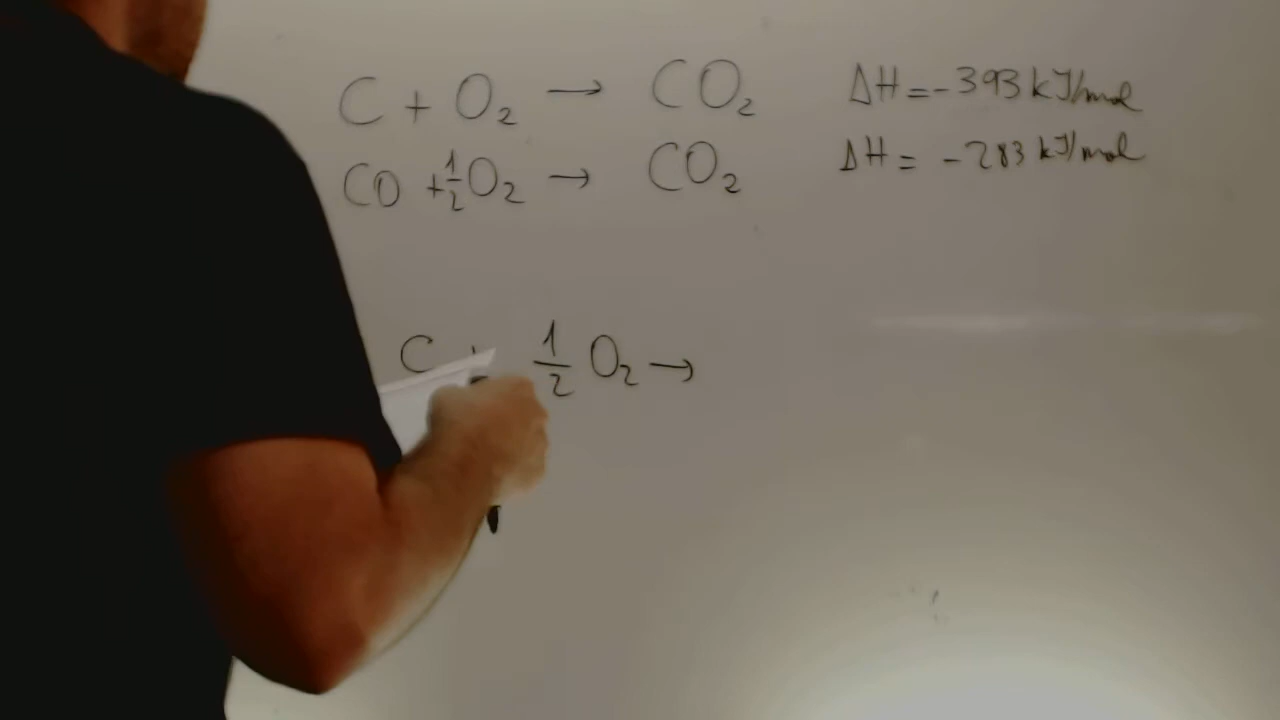 C + O₂ → CO₂ ΔH = -393 kJ/mol
CO + 1/2 O₂ → CO₂ ΔH = -283 kJ/mol
C + 1/2 O₂ →